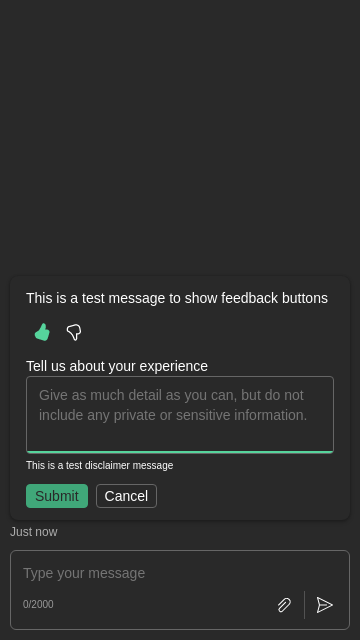 This is a test message to show feedback buttons
Tell us about your experience
Give as much detail as you can, but do not
include any private or sensitive information.
This is a test disclaimer message
Submit Cancel
Just now
Type your message
0/2000